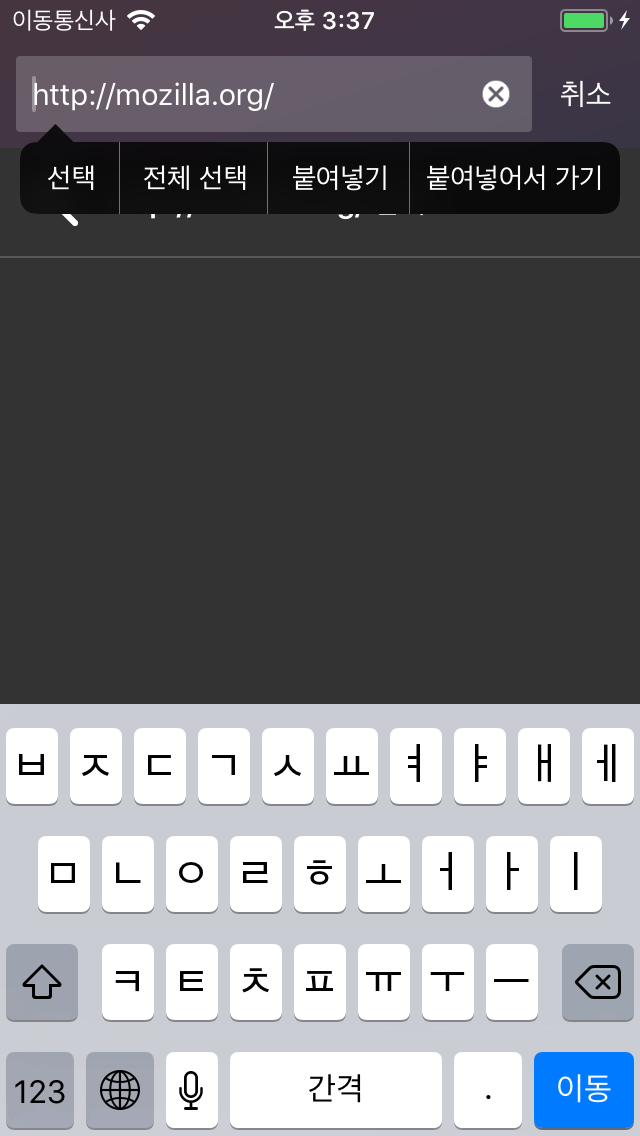 이동통신사 오후 3:37
http://mozilla.org/ 취소
선택 전체 선택 붙여넣기 붙여넣어서 가기
ㅂ ㅈ ㄷ ㄱ ㅅ ㅛ ㅕ ㅑ ㅐ ㅔ
ㅁ ㄴ ㅇ ㄹ ㅎ ㅗ ㅓ ㅏ ㅣ
ㅋ ㅌ ㅊ ㅍ ㅠ ㅜ ㅡ
123 간격 . 이동